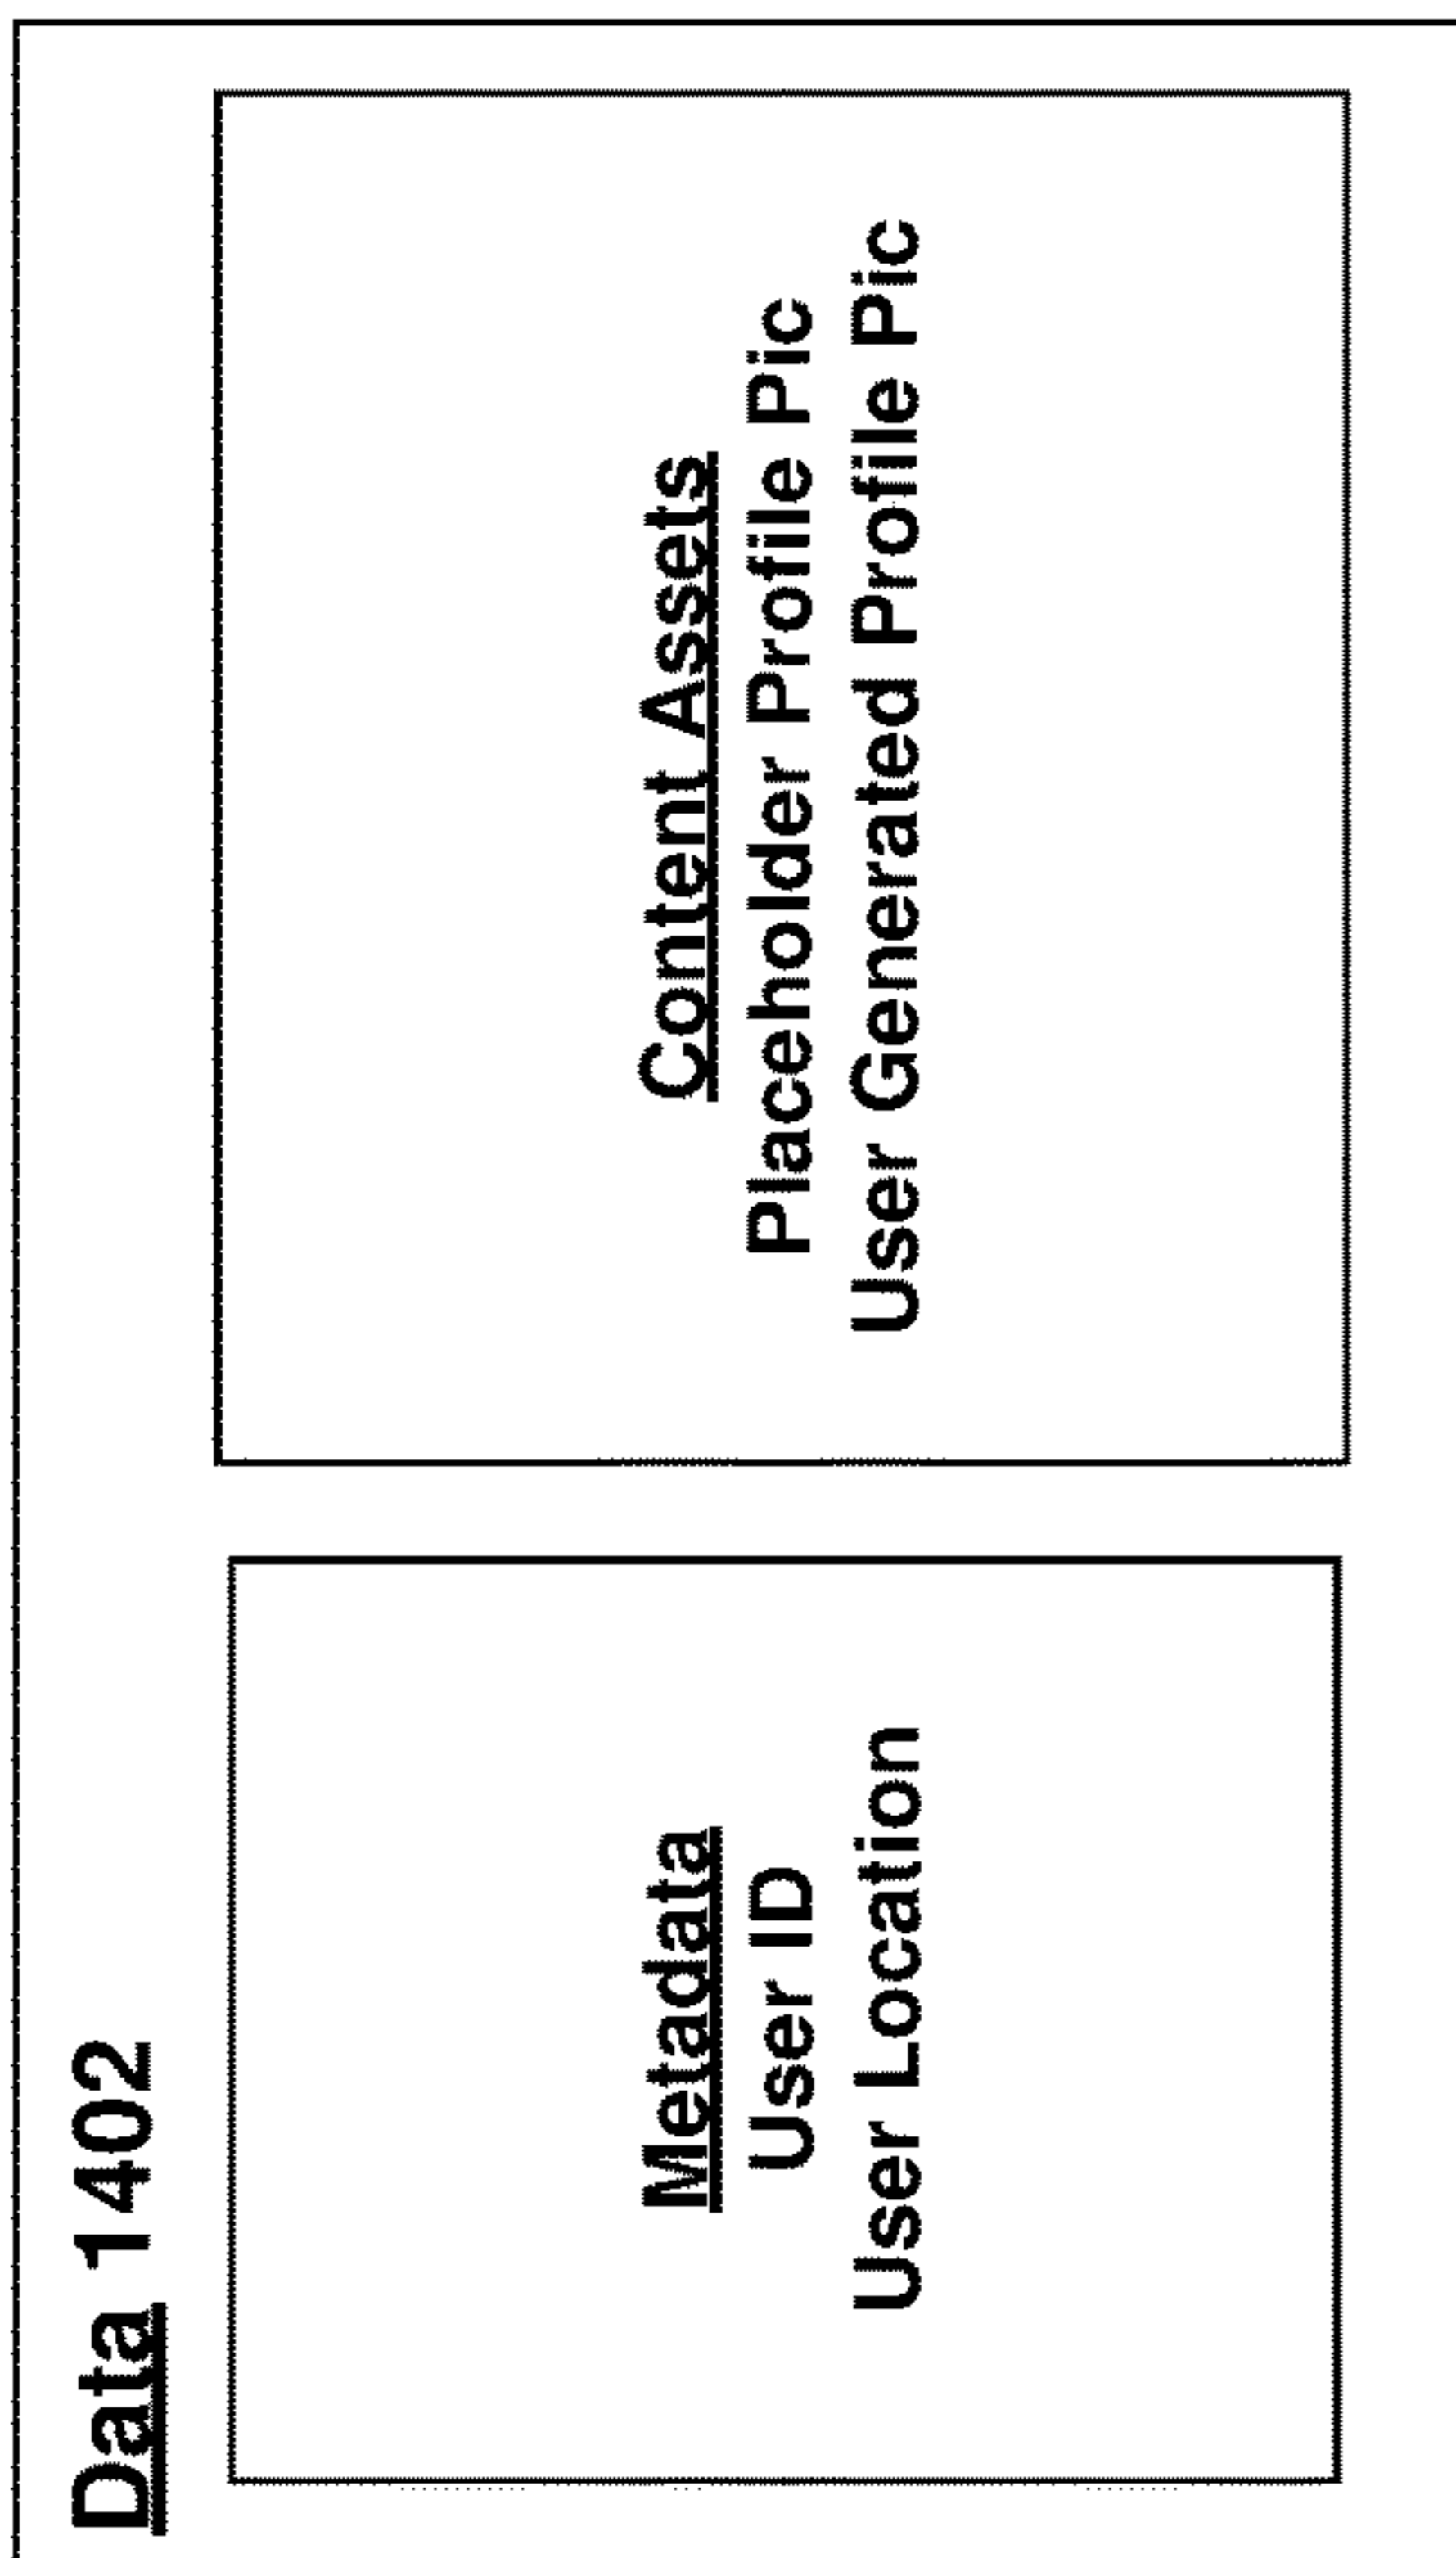 Data 1402
Metadata
User ID
User Location
Content Assets
Placeholder Profile Pic
User Generated Profile Pic